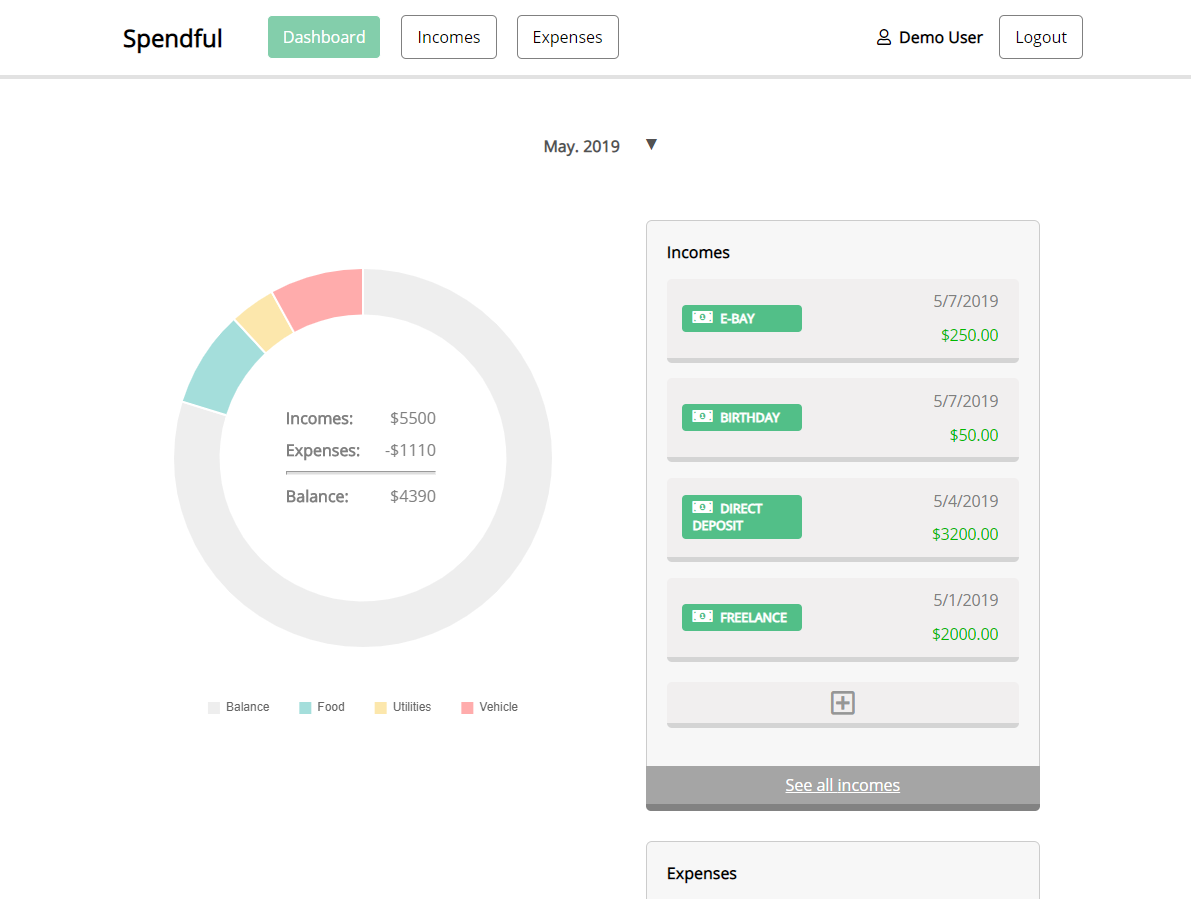 Spendful Dashboard Incomes Expenses Demo User Logout
May. 2019 ▼
Incomes: $5500
Expenses: -$1110
Balance: $4390
Balance Food Utilities Vehicle
Incomes
E-BAY
5/7/2019
$250.00
BIRTHDAY
5/7/2019
$50.00
DIRECT
DEPOSIT
5/4/2019
$3200.00
FREELANCE
5/1/2019
$2000.00
See all incomes
Expenses